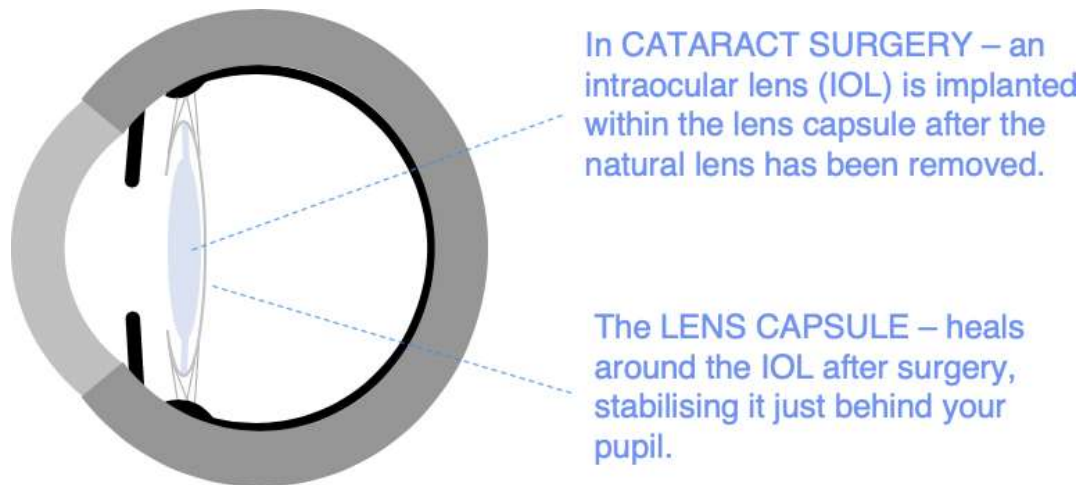 In CATARACT SURGERY – an
intraocular lens (IOL) is implanted
within the lens capsule after the
natural lens has been removed.
The LENS CAPSULE – heals
around the IOL after surgery,
stabilising it just behind your
pupil.